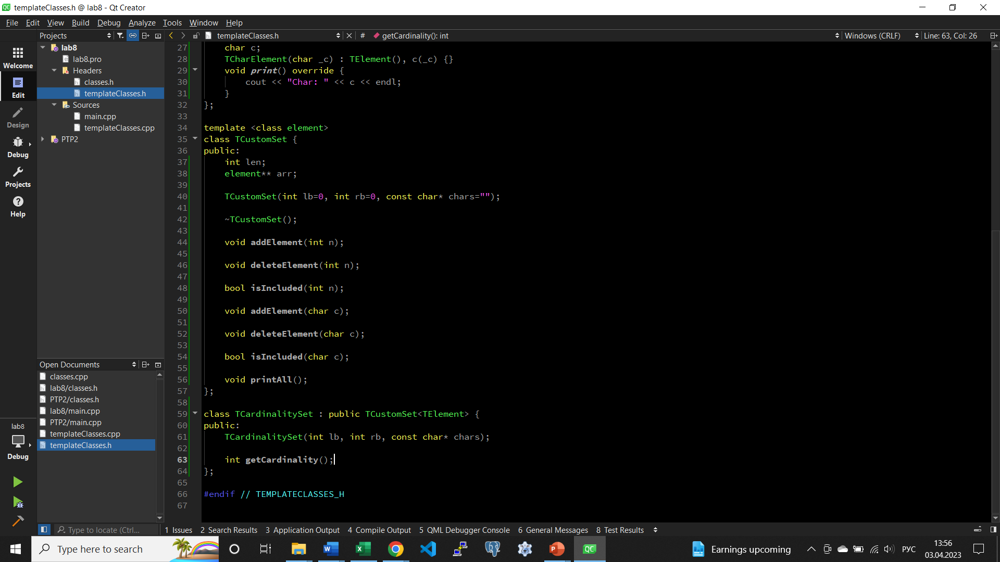 templateClasses.h @ lab8 - Qt Creator
File Edit View Build Debug Analyze Tools Window Help
Projects
templateClasses.h
# getCardinality(): int
Windows (CRLF)
Line: 63, Col: 26
Welcome
Edit
Design
Debug
Projects
Help
lab8
lab8.pro
Headers
classes.h
templateClasses.h
Sources
main.cpp
templateClasses.cpp
PTP2
27 char c;
28 TCharElement(char _c) : TElement(), c(_c) {}
29 void print() override {
30 cout << "Char: " << c << endl;
31 }
32 };
33
34 template <class element>
35 class TCustomSet {
36 public:
37 int len;
38 element** arr;
39
40 TCustomSet(int lb=0, int rb=0, const char* chars="");
41
42 ~TCustomSet();
43
44 void addElement(int n);
45
46 void deleteElement(int n);
47
48 bool isIncluded(int n);
49
50 void addElement(char c);
51
52 void deleteElement(char c);
53
54 bool isIncluded(char c);
55
56 void printAll();
57 };
58
59 class TCardinalitySet : public TCustomSet<TElement> {
60 public:
61 TCardinalitySet(int lb, int rb, const char* chars);
62
63 int getCardinality();
64 };
65
66 #endif // TEMPLATECLASSES_H
67
Open Documents
classes.cpp
lab8/classes.h
PTP2/classes.h
lab8/main.cpp
PTP2/main.cpp
templateClasses.cpp
templateClasses.h
lab8
Debug
Type to locate (Ctrl...
1 Issues 2 Search Results 3 Application Output 4 Compile Output 5 QML Debugger Console 6 General Messages 8 Test Results
Type here to search
Earnings upcoming
РУС
13:56
03.04.2023